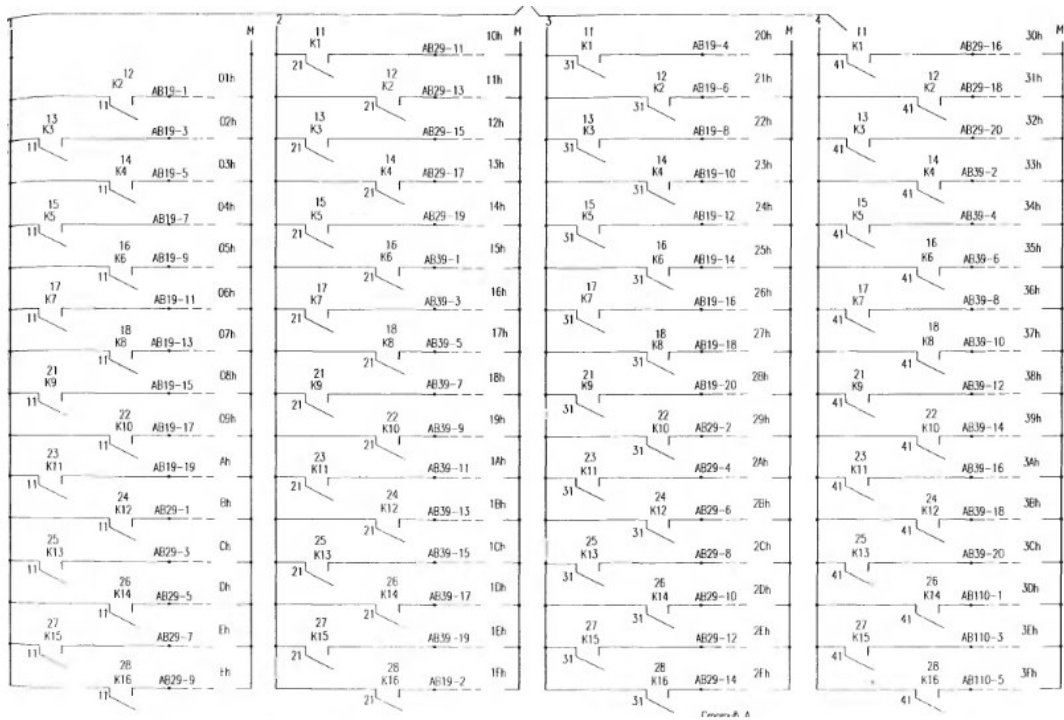 1 2 3 4
M M M M
11 K1 21 AB29-11 10h
11 K1 31 AB19-4 20h
11 K1 41 AB29-16 30h
12 K2 11 AB19-1 01h
12 K2 21 AB29-13 11h
12 K2 31 AB19-6 21h
12 K2 41 AB29-18 31h
13 K3 11 AB19-3 02h
13 K3 21 AB29-15 12h
13 K3 31 AB19-8 22h
13 K3 41 AB29-20 32h
14 K4 11 AB19-5 03h
14 K4 21 AB29-17 13h
14 K4 31 AB19-10 23h
14 K4 41 AB39-2 33h
15 K5 11 AB19-7 04h
15 K5 21 AB29-19 14h
15 K5 31 AB19-12 24h
15 K5 41 AB39-4 34h
16 K6 11 AB19-9 05h
16 K6 21 AB39-1 15h
16 K6 31 AB19-14 25h
16 K6 41 AB39-6 35h
17 K7 11 AB19-11 06h
17 K7 21 AB39-3 16h
17 K7 31 AB19-16 26h
17 K7 41 AB39-8 36h
18 K8 11 AB19-13 07h
18 K8 21 AB39-5 17h
18 K8 31 AB19-18 27h
18 K8 41 AB39-10 37h
21 K9 11 AB19-15 08h
21 K9 21 AB39-7 18h
21 K9 31 AB19-20 28h
21 K9 41 AB39-12 38h
22 K10 11 AB19-17 09h
22 K10 21 AB39-9 19h
22 K10 31 AB29-2 29h
22 K10 41 AB39-14 39h
23 K11 11 AB19-19 Ah
23 K11 21 AB39-11 1Ah
23 K11 31 AB29-4 2Ah
23 K11 41 AB39-16 3Ah
24 K12 11 AB29-1 Bh
24 K12 21 AB39-13 1Bh
24 K12 31 AB29-6 2Bh
24 K12 41 AB39-18 3Bh
25 K13 11 AB29-3 Ch
25 K13 21 AB39-15 1Ch
25 K13 31 AB29-8 2Ch
25 K13 41 AB39-20 3Ch
26 K14 11 AB29-5 Dh
26 K14 21 AB39-17 1Dh
26 K14 31 AB29-10 2Dh
26 K14 41 AB110-1 3Dh
27 K15 11 AB29-7 Eh
27 K15 21 AB39-19 1Eh
27 K15 31 AB29-12 2Eh
27 K15 41 AB110-3 3Eh
28 K16 11 AB29-9 Fh
28 K16 21 AB19-2 1Fh
28 K16 31 AB29-14 2Fh
28 K16 41 AB110-5 3Fh